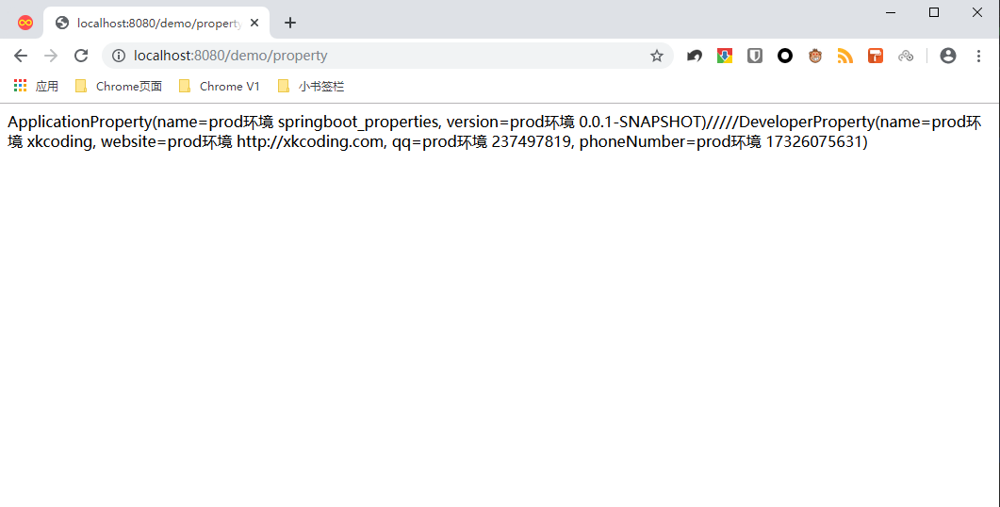 localhost:8080/demo/property
localhost:8080/demo/property
应用 Chrome页面 Chrome V1 小书签栏
ApplicationProperty(name=prod环境 springboot_properties, version=prod环境 0.0.1-SNAPSHOT)/////DeveloperProperty(name=prod环
境 xkcoding, website=prod环境 http://xkcoding.com, qq=prod环境 237497819, phoneNumber=prod环境 17326075631)